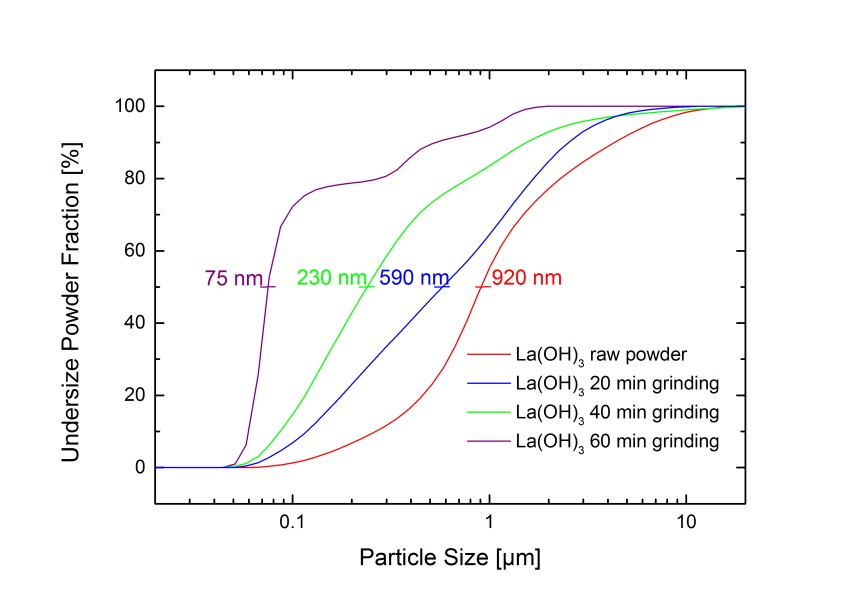 100
80
60
40
20
0
Undersize Powder Fraction [%]
75 nm
230 nm
590 nm
920 nm
La(OH)₃ raw powder
La(OH)₃ 20 min grinding
La(OH)₃ 40 min grinding
La(OH)₃ 60 min grinding
0.1
1
10
Particle Size [µm]